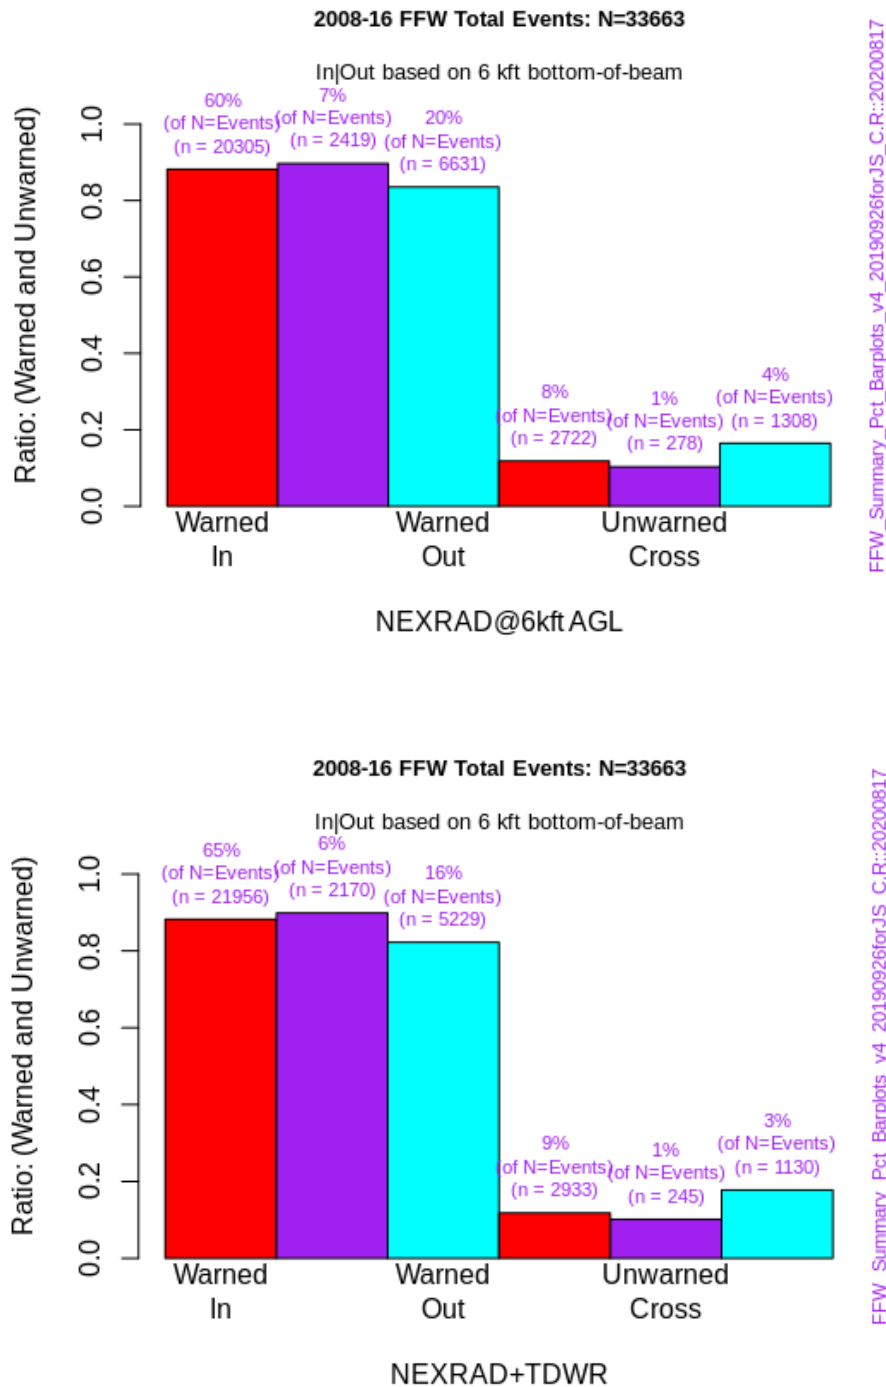 2008-16 FFW Total Events: N=33663
In|Out based on 6 kft bottom-of-beam
60%
(of N=Events)
(n = 20305)
7%
(of N=Events)
(n = 2419)
20%
(of N=Events)
(n = 6631)
8%
(of N=Events)
(n = 2722)
1%
(of N=Events)
(n = 278)
4%
(of N=Events)
(n = 1308)
Ratio: (Warned and Unwarned)
1.0
0.8
0.6
0.4
0.2
0.0
Warned
In
Warned
Out
Unwarned
Cross
NEXRAD@6kft AGL
FFW_Summary_Pct_Barplots_v4_20190926forJS_C.R::20200817
2008-16 FFW Total Events: N=33663
In|Out based on 6 kft bottom-of-beam
65%
(of N=Events)
(n = 21956)
6%
(of N=Events)
(n = 2170)
16%
(of N=Events)
(n = 5229)
9%
(of N=Events)
(n = 2933)
1%
(of N=Events)
(n = 245)
3%
(of N=Events)
(n = 1130)
Ratio: (Warned and Unwarned)
1.0
0.8
0.6
0.4
0.2
0.0
Warned
In
Warned
Out
Unwarned
Cross
NEXRAD+TDWR
FFW_Summary_Pct_Barplots_v4_20190926forJS_C.R::20200817